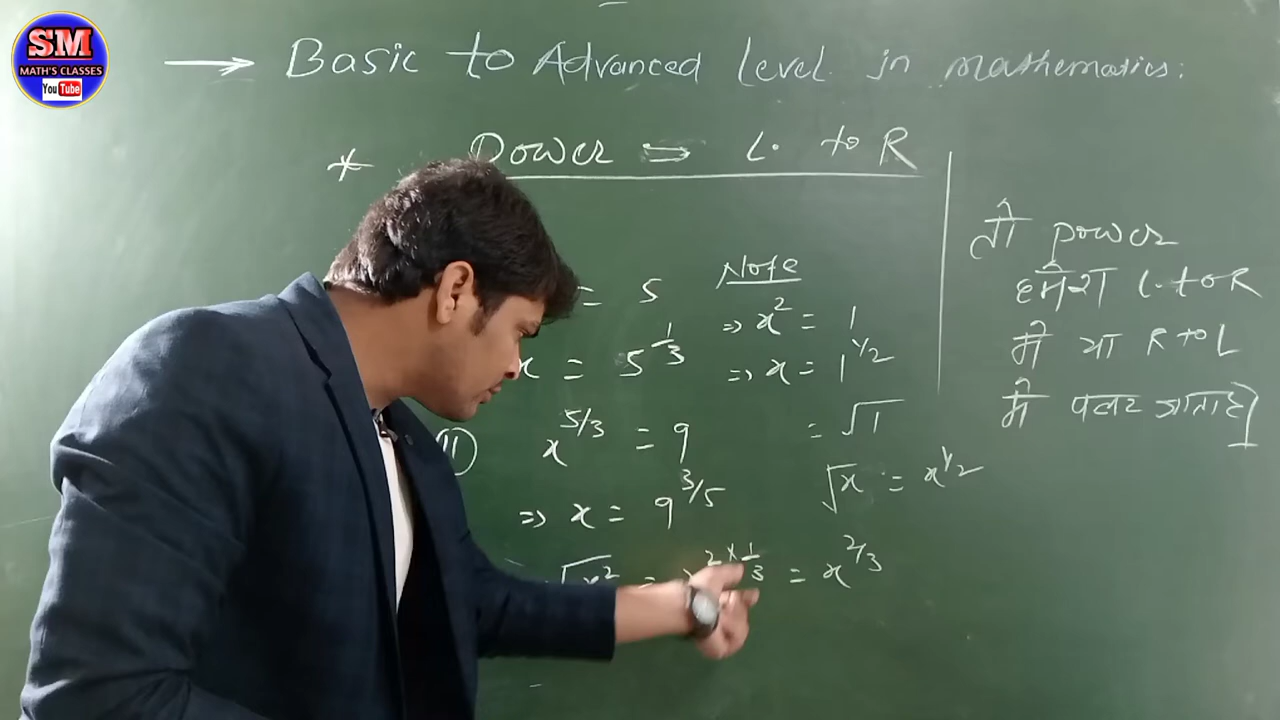 SM
MATH'S CLASSES
YouTube
→ Basic to Advanced Level in mathematics:
* Power ⇒ L. to R
= 5
x = 5^{1/3}
II) x^{5/3} = 9
⇒ x = 9^{3/5}
√x² = x^{2×1/3} = x^{2/3}
Note
⇒ x² = 1
⇒ x = 1^{1/2}
= √1
√x = x^{1/2}
तो power
हमेशा L. to R
में या R to L
में पलट जाता है